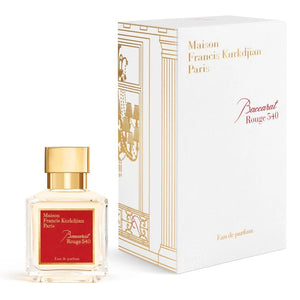 Maison
Francis Kurkdjian
Paris
Baccarat
Rouge 540
Eau de parfum
Maison
Francis Kurkdjian
Paris
Baccarat
Rouge 540
Eau de parfum